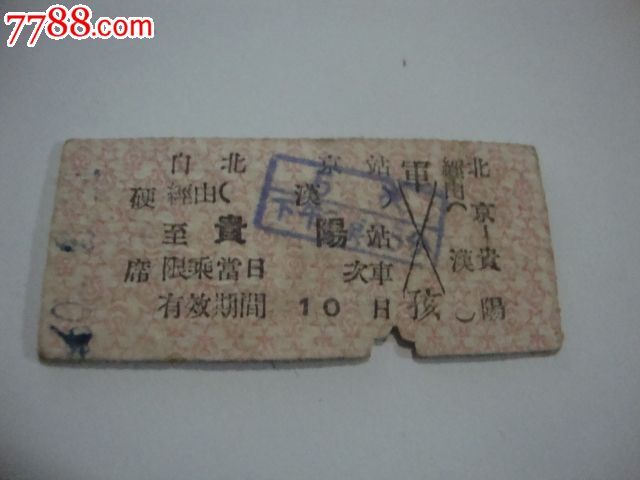 7788.com
自北京站
硬 經由(漢)
至貴陽站
席 限乘當日 次車
有效期間 10 日
軍
孩
經由(漢)
北京—貴陽